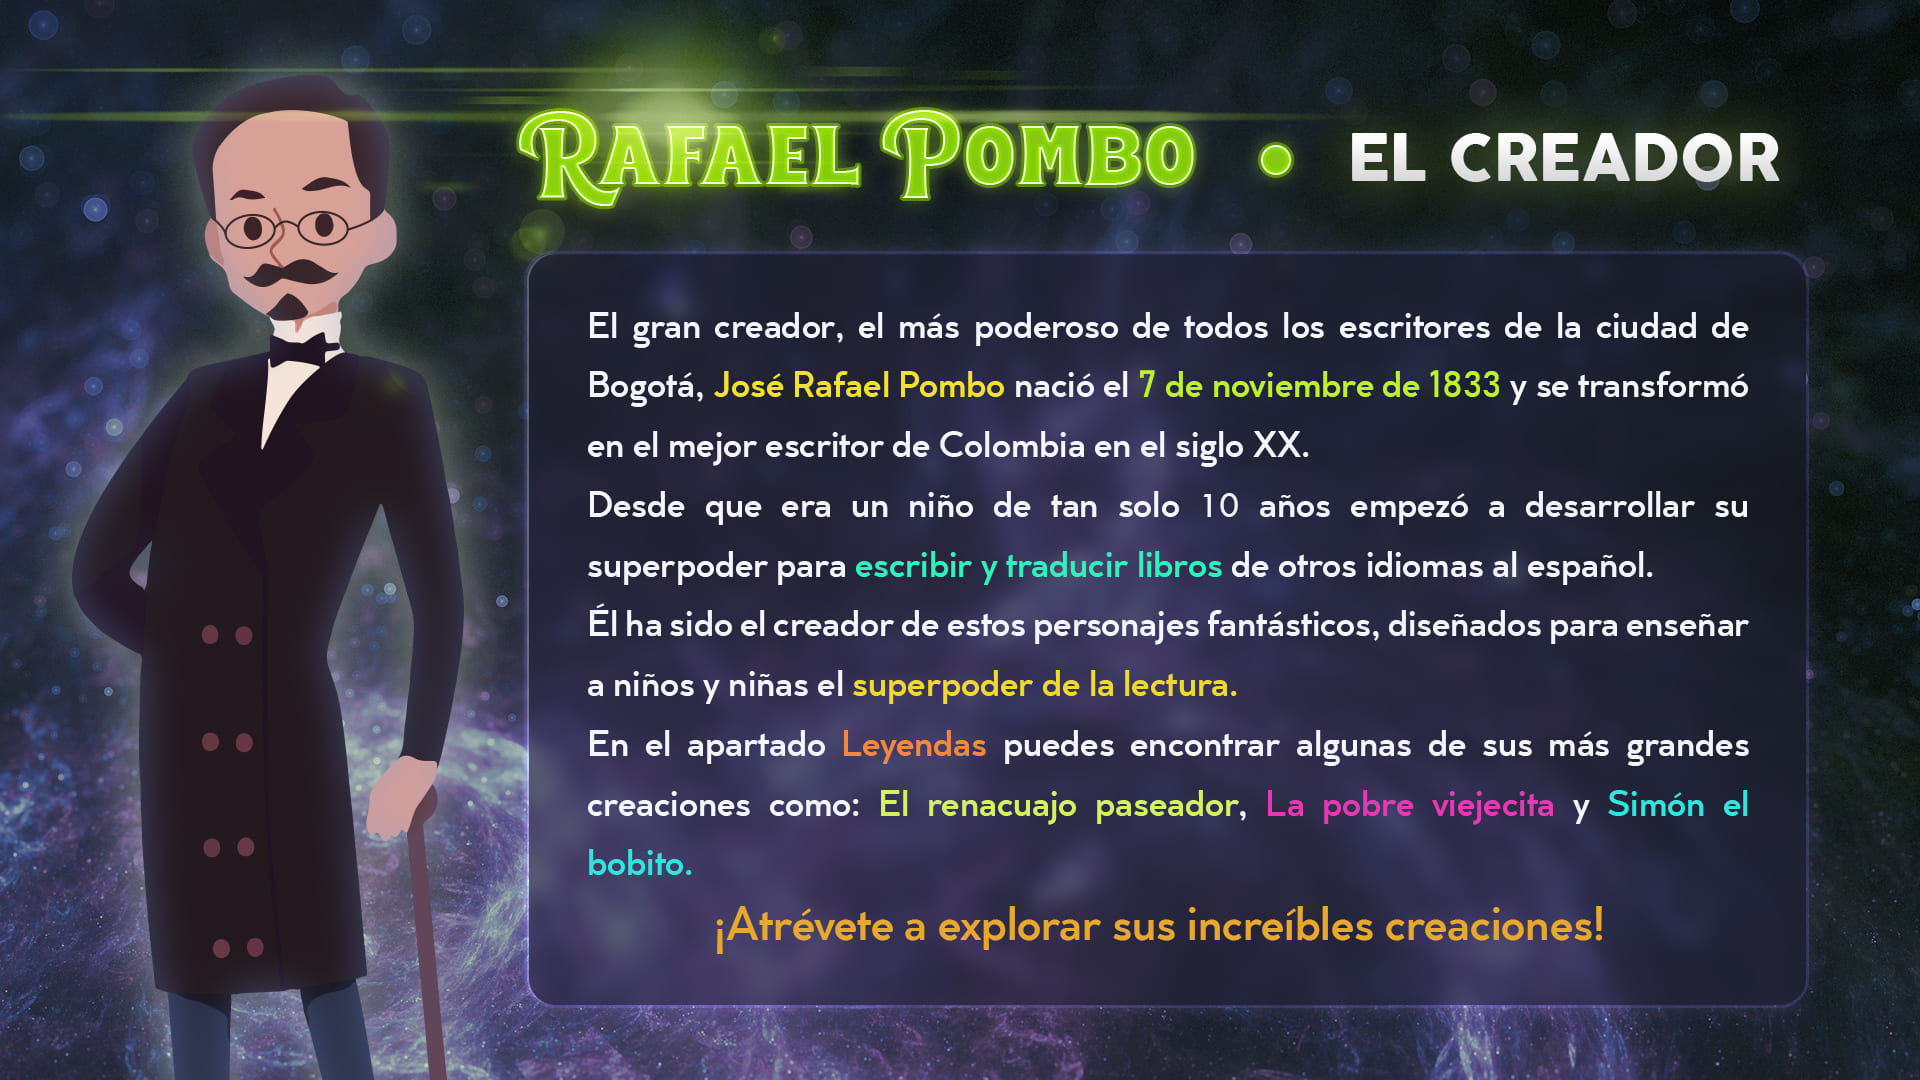 RAFAEL POMBO • EL CREADOR
El gran creador, el más poderoso de todos los escritores de la ciudad de
Bogotá, José Rafael Pombo nació el 7 de noviembre de 1833 y se transformó
en el mejor escritor de Colombia en el siglo XX.
Desde que era un niño de tan solo 10 años empezó a desarrollar su
superpoder para escribir y traducir libros de otros idiomas al español.
Él ha sido el creador de estos personajes fantásticos, diseñados para enseñar
a niños y niñas el superpoder de la lectura.
En el apartado Leyendas puedes encontrar algunas de sus más grandes
creaciones como: El renacuajo paseador, La pobre viejecita y Simón el
bobito.
¡Atrévete a explorar sus increíbles creaciones!